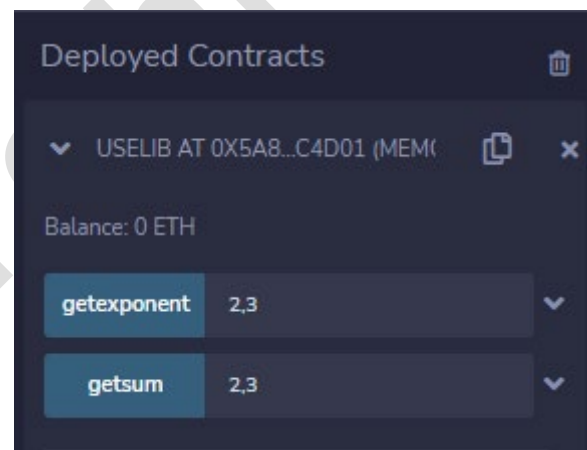 Deployed Contracts
USELIB AT 0X5A8...C4D01 (MEM(
Balance: 0 ETH
getexponent 2,3
getsum 2,3